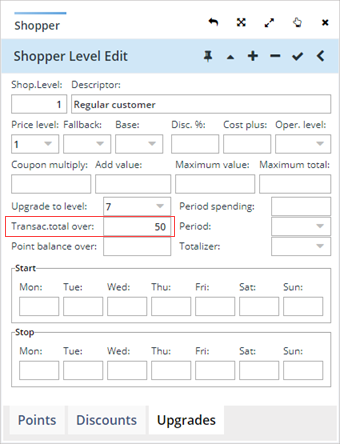 Shopper
Shopper Level Edit
Shop.Level: Descriptor:
1 Regular customer
Price level: Fallback: Base: Disc. %: Cost plus: Oper. level:
1
Coupon multiply: Add value: Maximum value: Maximum total:
Upgrade to level: 7 Period spending:
Transac.total over: 50 Period:
Point balance over: Totalizer:
Start
Mon: Tue: Wed: Thu: Fri: Sat: Sun:
Stop
Mon: Tue: Wed: Thu: Fri: Sat: Sun:
Points Discounts Upgrades